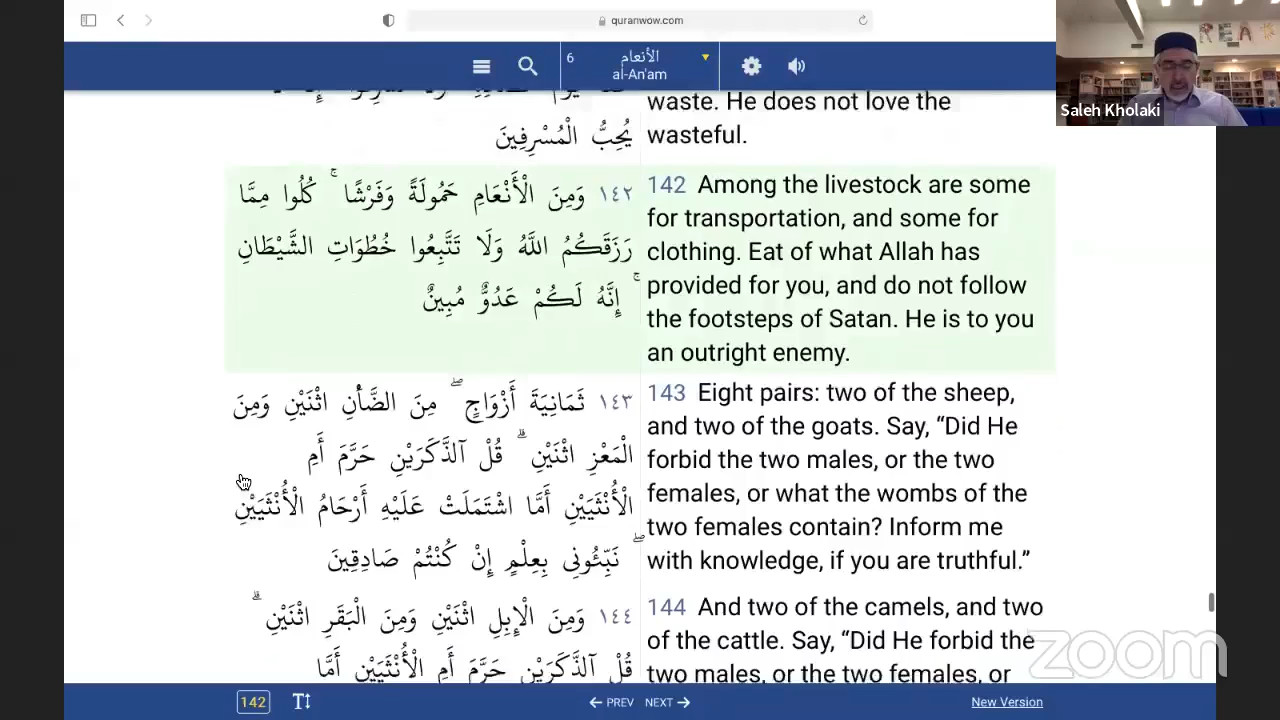 quranwow.com
6
الأنعام
al-An'am
Saleh Kholaki
REA
waste. He does not love the
wasteful.
يُحِبُّ الْمُسْرِفِينَ
١٤٢ وَمِنَ الْأَنْعَامِ حَمُولَةً وَفَرْشًا ۚ كُلُوا مِمَّا
رَزَقَكُمُ اللَّهُ وَلَا تَتَّبِعُوا خُطُوَاتِ الشَّيْطَانِ
ۚ إِنَّهُ لَكُمْ عَدُوٌّ مُبِينٌ
142 Among the livestock are some
for transportation, and some for
clothing. Eat of what Allah has
provided for you, and do not follow
the footsteps of Satan. He is to you
an outright enemy.
١٤٣ ثَمَانِيَةَ أَزْوَاجٍ ۖ مِنَ الضَّأْنِ اثْنَيْنِ وَمِنَ
الْمَعْزِ اثْنَيْنِ ۗ قُلْ آلذَّكَرَيْنِ حَرَّمَ أَمِ
الْأُنْثَيَيْنِ أَمَّا اشْتَمَلَتْ عَلَيْهِ أَرْحَامُ الْأُنْثَيَيْنِ
ۖ نَبِّئُونِي بِعِلْمٍ إِنْ كُنْتُمْ صَادِقِينَ
143 Eight pairs: two of the sheep,
and two of the goats. Say, “Did He
forbid the two males, or the two
females, or what the wombs of the
two females contain? Inform me
with knowledge, if you are truthful.”
١٤٤ وَمِنَ الْإِبِلِ اثْنَيْنِ وَمِنَ الْبَقَرِ اثْنَيْنِ ۗ
قُلْ آلذَّكَرَيْنِ حَرَّمَ أَمِ الْأُنْثَيَيْنِ أَمَّا
144 And two of the camels, and two
of the cattle. Say, “Did He forbid the
two males, or the two females, or
zoom
142
PREV
NEXT
New Version